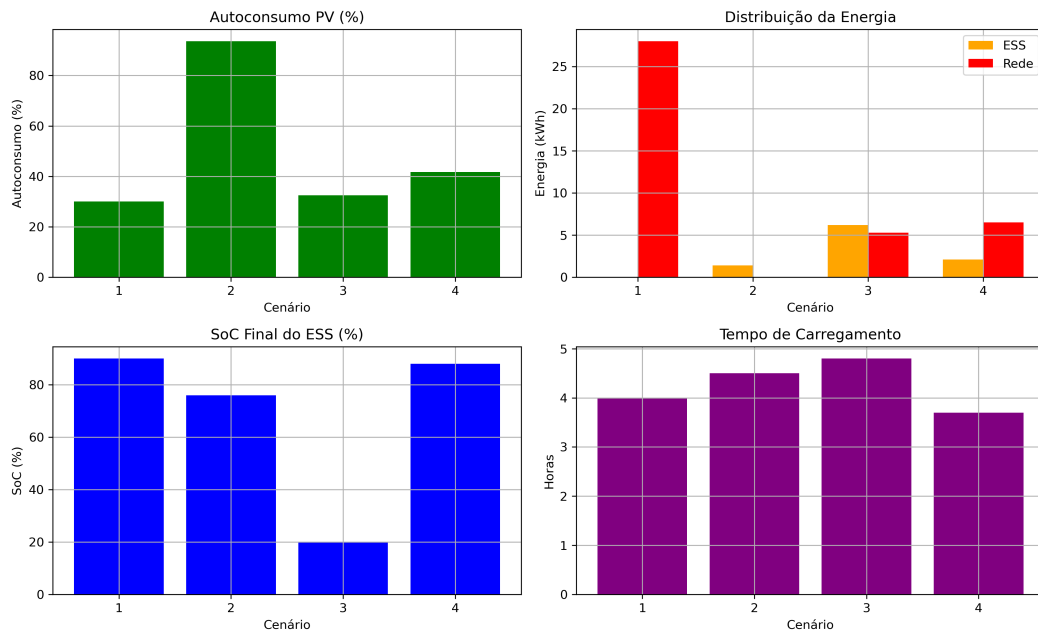 Autoconsumo PV (%)
Autoconsumo (%)
80
60
40
20
0
1 2 3 4
Cenário
Distribuição da Energia
Energia (kWh)
25
20
15
10
5
0
ESS
Rede
1 2 3 4
Cenário
SoC Final do ESS (%)
SoC (%)
80
60
40
20
0
1 2 3 4
Cenário
Tempo de Carregamento
Horas
5
4
3
2
1
0
1 2 3 4
Cenário